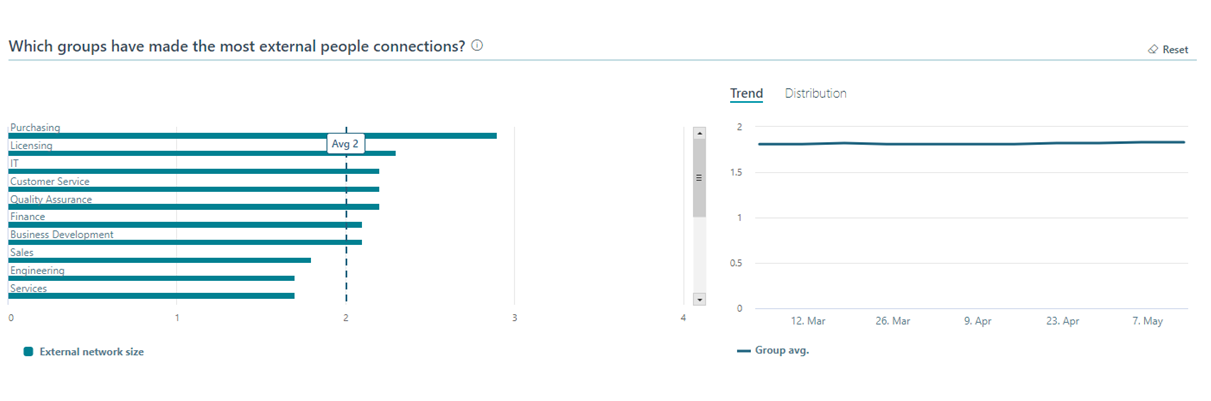 Which groups have made the most external people connections?
Reset
Trend Distribution
Purchasing
Licensing
IT
Customer Service
Quality Assurance
Finance
Business Development
Sales
Engineering
Services
Avg 2
0 1 2 3 4
External network size
2
1.5
1
0.5
0
12. Mar 26. Mar 9. Apr 23. Apr 7. May
Group avg.